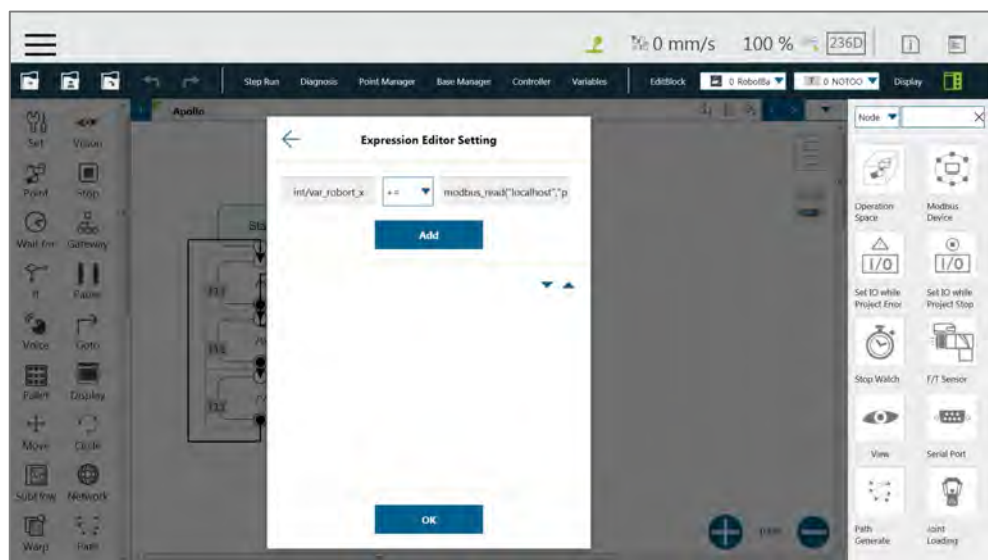 0 mm/s 100 % 236D
Step Run Diagnosis Point Manager Base Manager Controller Variables EditBlock 0 RobotBa 0 NOTOO Display
Apollo
Node
Set Vision
Point Stop
Wait for Gateway
If Pause
Voice Goto
Pallet Display
Move Circle
SubFlow Network
Warp Path
Expression Editor Setting
int/var_robort_x += modbus_read("localhost","p
Add
OK
Operation Space
Modbus Device
I/O
Set IO while Project Error
I/O
Set IO while Project Stop
Stop Watch
F/T Sensor
View
Serial Port
Path Generate
Joint Loading